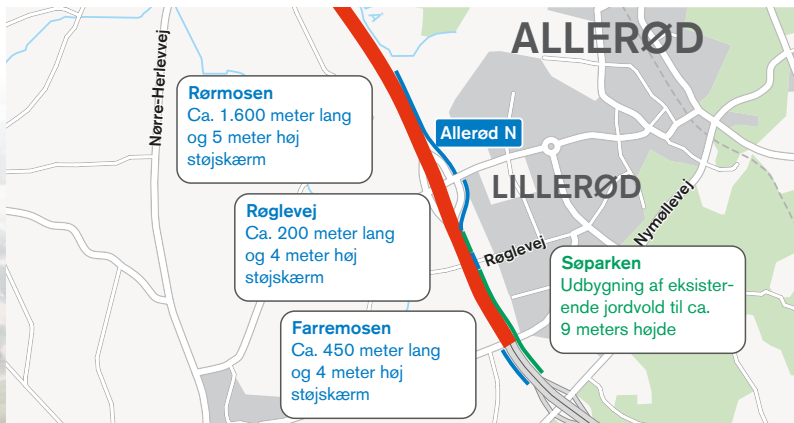 ALLERØD
Nørre-Herlevvej
Rørmosen
Ca. 1.600 meter lang
og 5 meter høj
støjskærm
Allerød N
LILLERØD
Røglevej
Ca. 200 meter lang
og 4 meter høj
støjskærm
Røglevej
Nymøllevej
Søparken
Udbygning af eksister-
ende jordvold til ca.
9 meters højde
Farremosen
Ca. 450 meter lang
og 4 meter høj
støjskærm